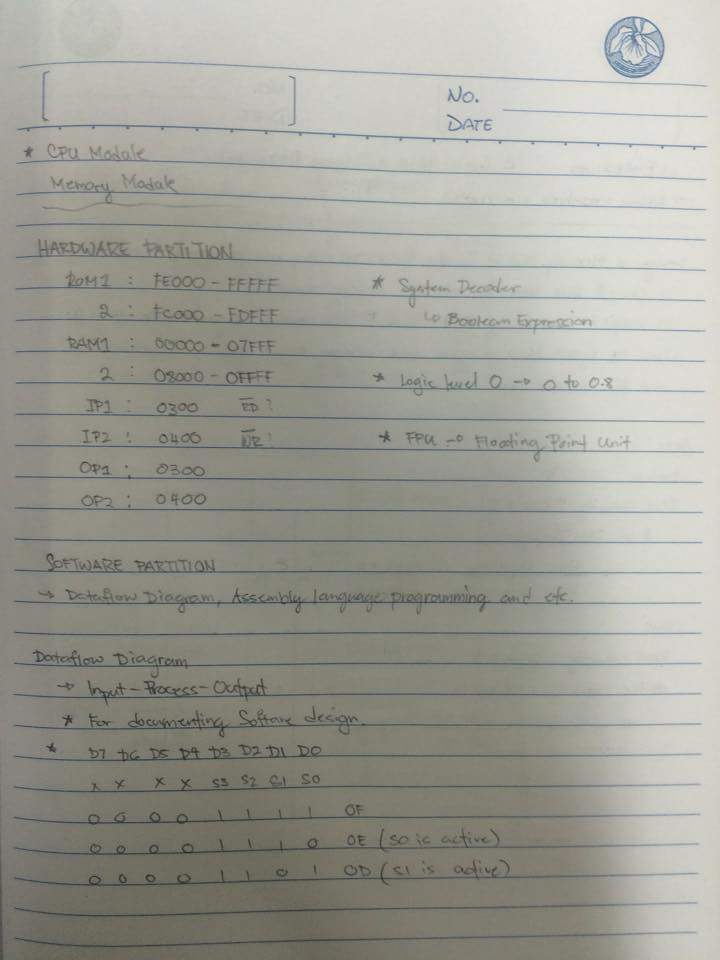 No.
DATE
* CPU Module
Memory Module
HARDWARE PARTITION
ROM1 : FE000 - FFFFF * System Decoder
2 : FC000 - FDFFF ↳ Boolean Expression
RAM1 : 00000 - 07FFF
2 : 08000 - 0FFFF * Logic level 0 → 0 to 0.8
IP1 : 0300
IP2 : 0400 * FPU → Floating Point Unit
OP1 : 0300
OP2 : 0400
SOFTWARE PARTITION
→ Dataflow Diagram, Assembly language programming and etc.
Dataflow Diagram
→ Input-Process-Output
* For documenting Software design.
* D7 D6 D5 D4 D3 D2 D1 D0
x x x x S3 S2 S1 S0
0 0 0 0 1 1 1 1 0F
0 0 0 0 1 1 1 0 0E (S0 is active)
0 0 0 0 1 1 0 1 0D (S1 is active)